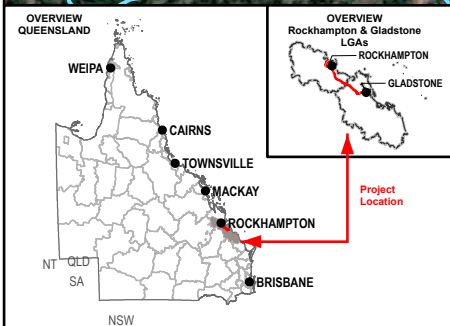 OVERVIEW
QUEENSLAND
WEIPA
CAIRNS
TOWNSVILLE
MACKAY
ROCKHAMPTON
BRISBANE
NT QLD
SA
NSW
OVERVIEW
Rockhampton & Gladstone
LGAs
ROCKHAMPTON
GLADSTONE
Project
Location